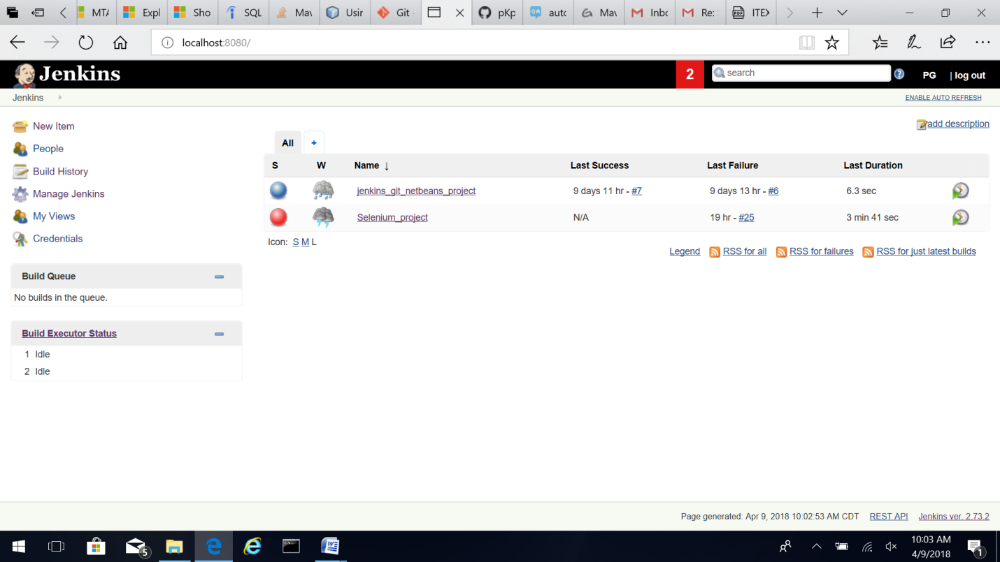 MTA Expl Sho SQL Mav Usir Git pKp auto Mav Inbo Re: ITEX
localhost:8080/
Jenkins 2 search PG | log out
Jenkins ENABLE AUTO REFRESH
New Item add description
People
Build History
Manage Jenkins
My Views
Credentials
All +
S W Name ↓ Last Success Last Failure Last Duration
jenkins_git_netbeans_project 9 days 11 hr - #7 9 days 13 hr - #6 6.3 sec
Selenium_project N/A 19 hr - #25 3 min 41 sec
Icon: S M L
Legend RSS for all RSS for failures RSS for just latest builds
Build Queue
No builds in the queue.
Build Executor Status
1 Idle
2 Idle
Page generated: Apr 9, 2018 10:02:53 AM CDT REST API Jenkins ver. 2.73.2
5 10:03 AM
4/9/2018 1